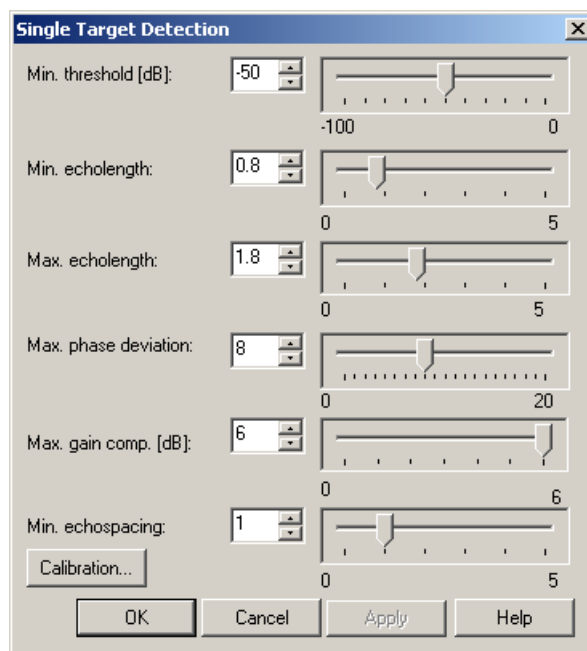 Single Target Detection
Min. threshold [dB]: -50
-100 0
Min. echolength: 0.8
0 5
Max. echolength: 1.8
0 5
Max. phase deviation: 8
0 20
Max. gain comp. [dB]: 6
0 6
Min. echospacing: 1
0 5
Calibration...
OK Cancel Apply Help